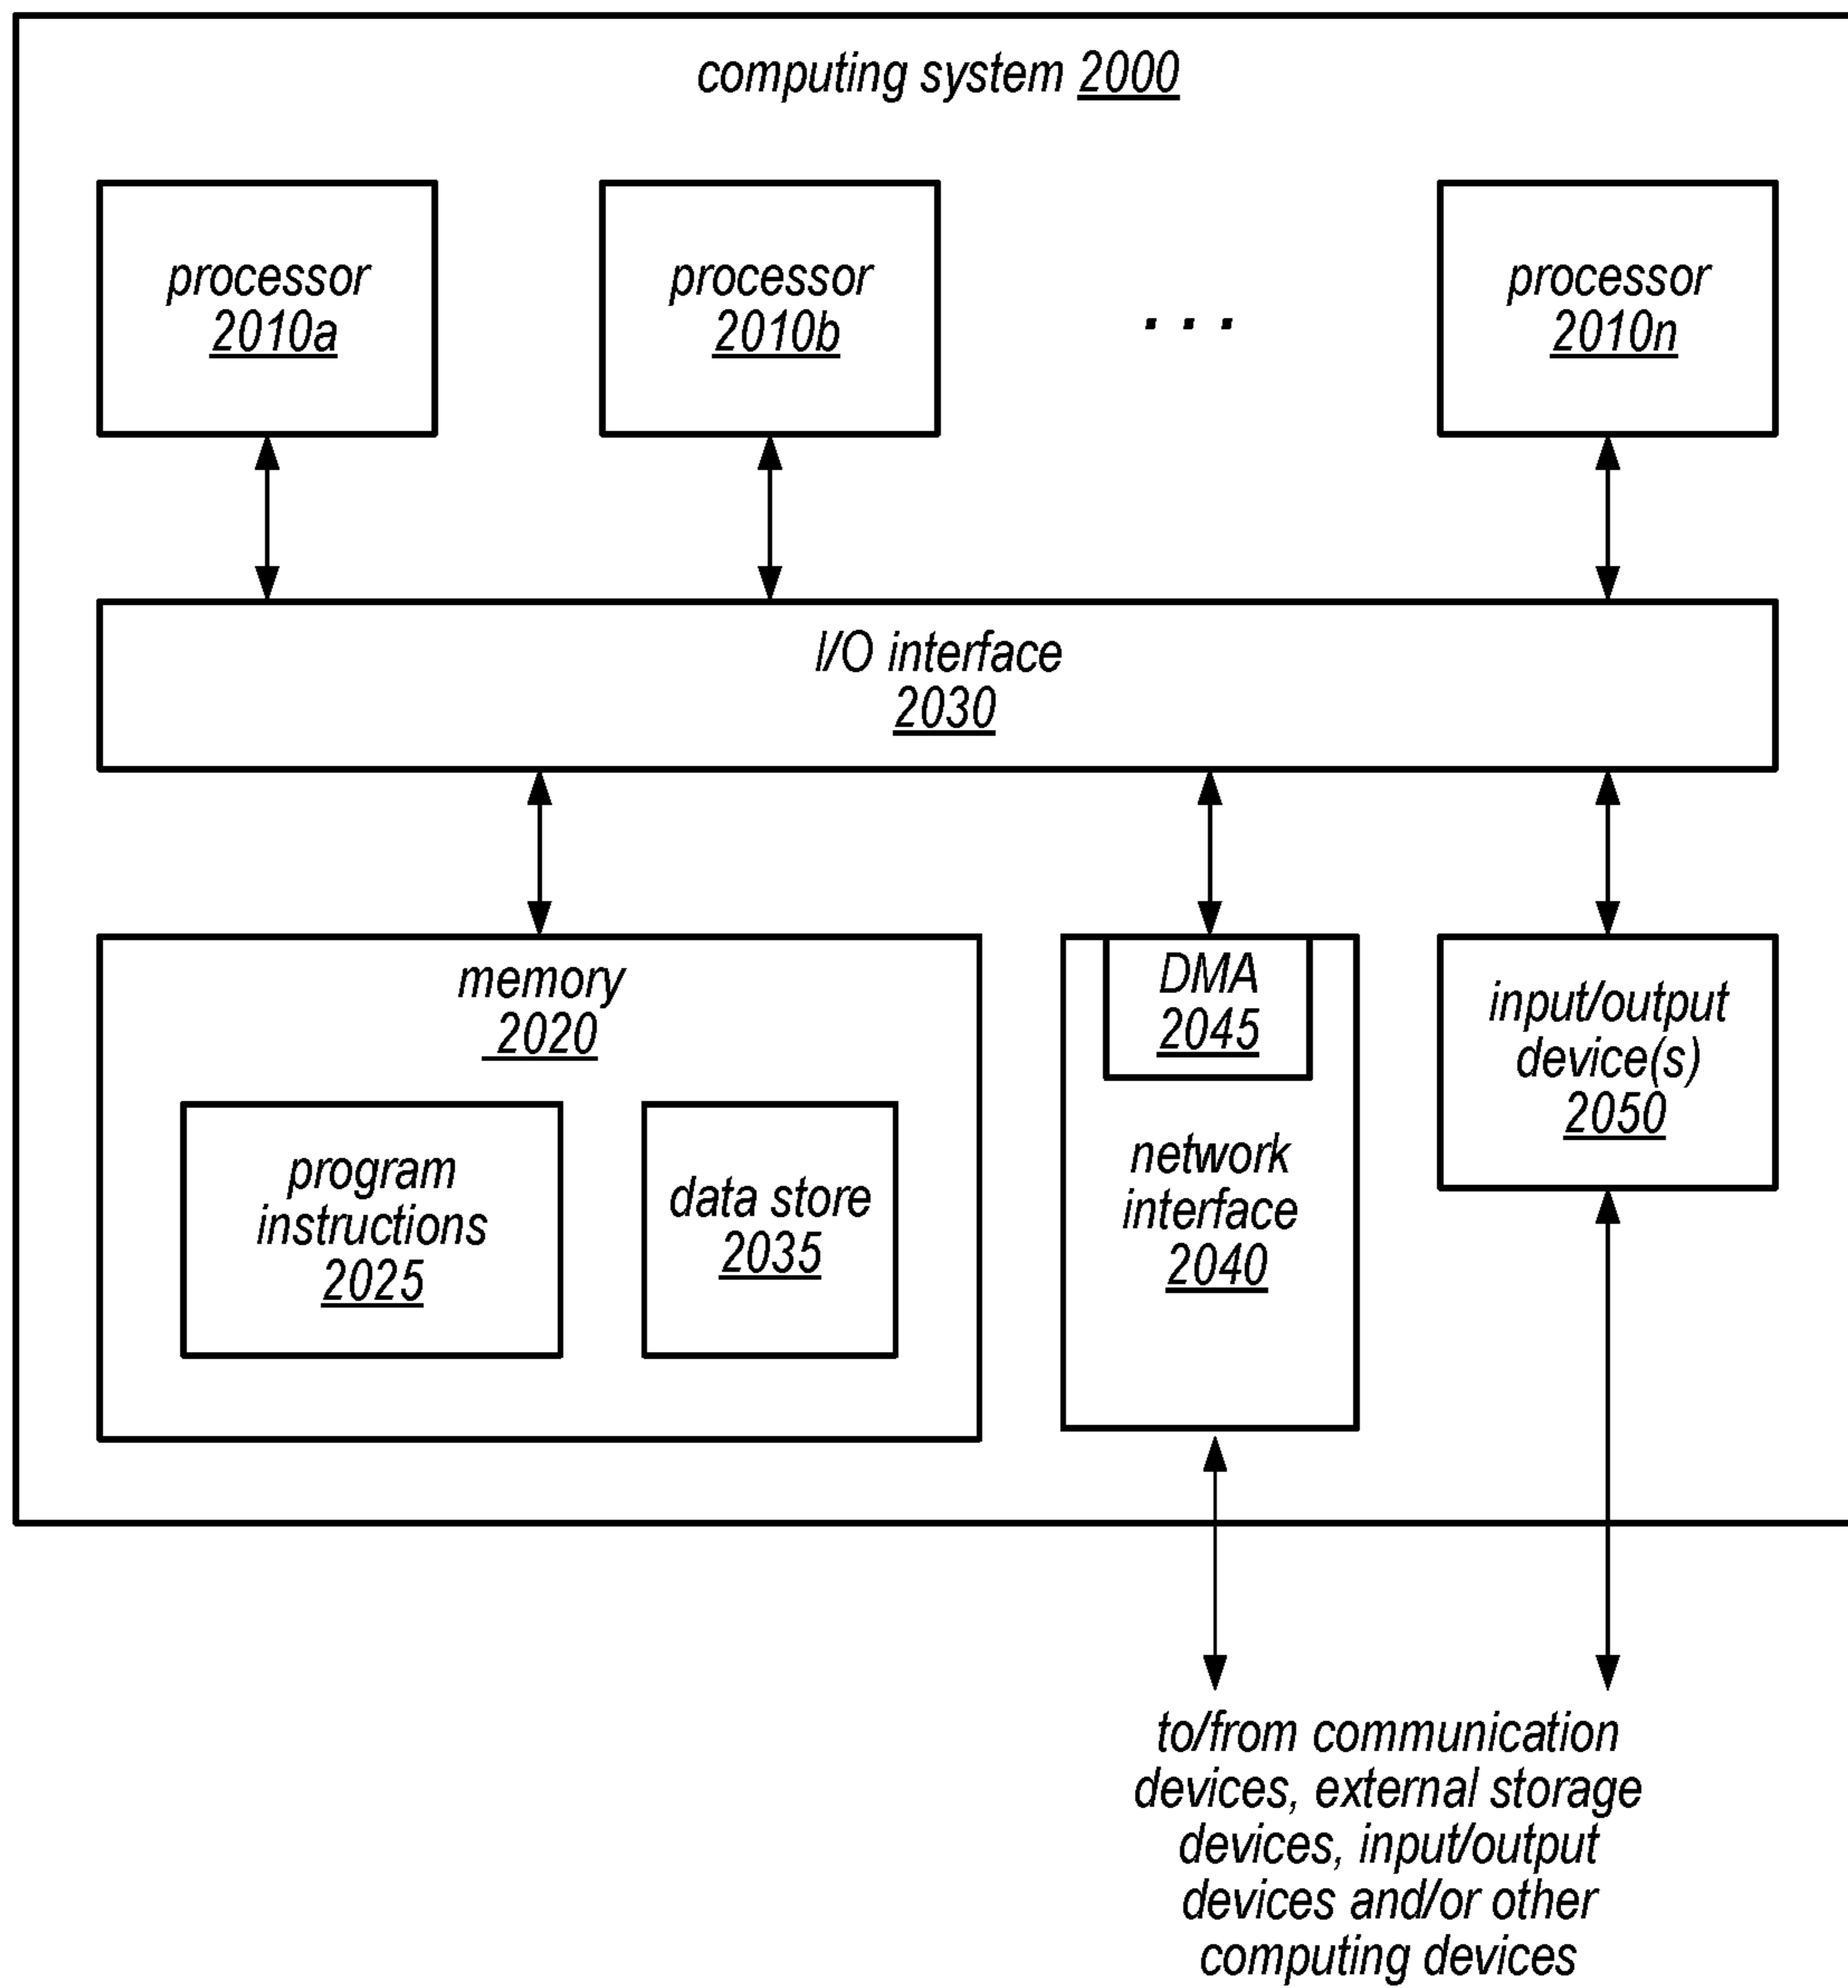 computing system 2000
processor
2010a
processor
2010b
. . .
processor
2010n
I/O interface
2030
memory
2020
program
instructions
2025
data store
2035
DMA
2045
network
interface
2040
input/output
device(s)
2050
to/from communication
devices, external storage
devices, input/output
devices and/or other
computing devices